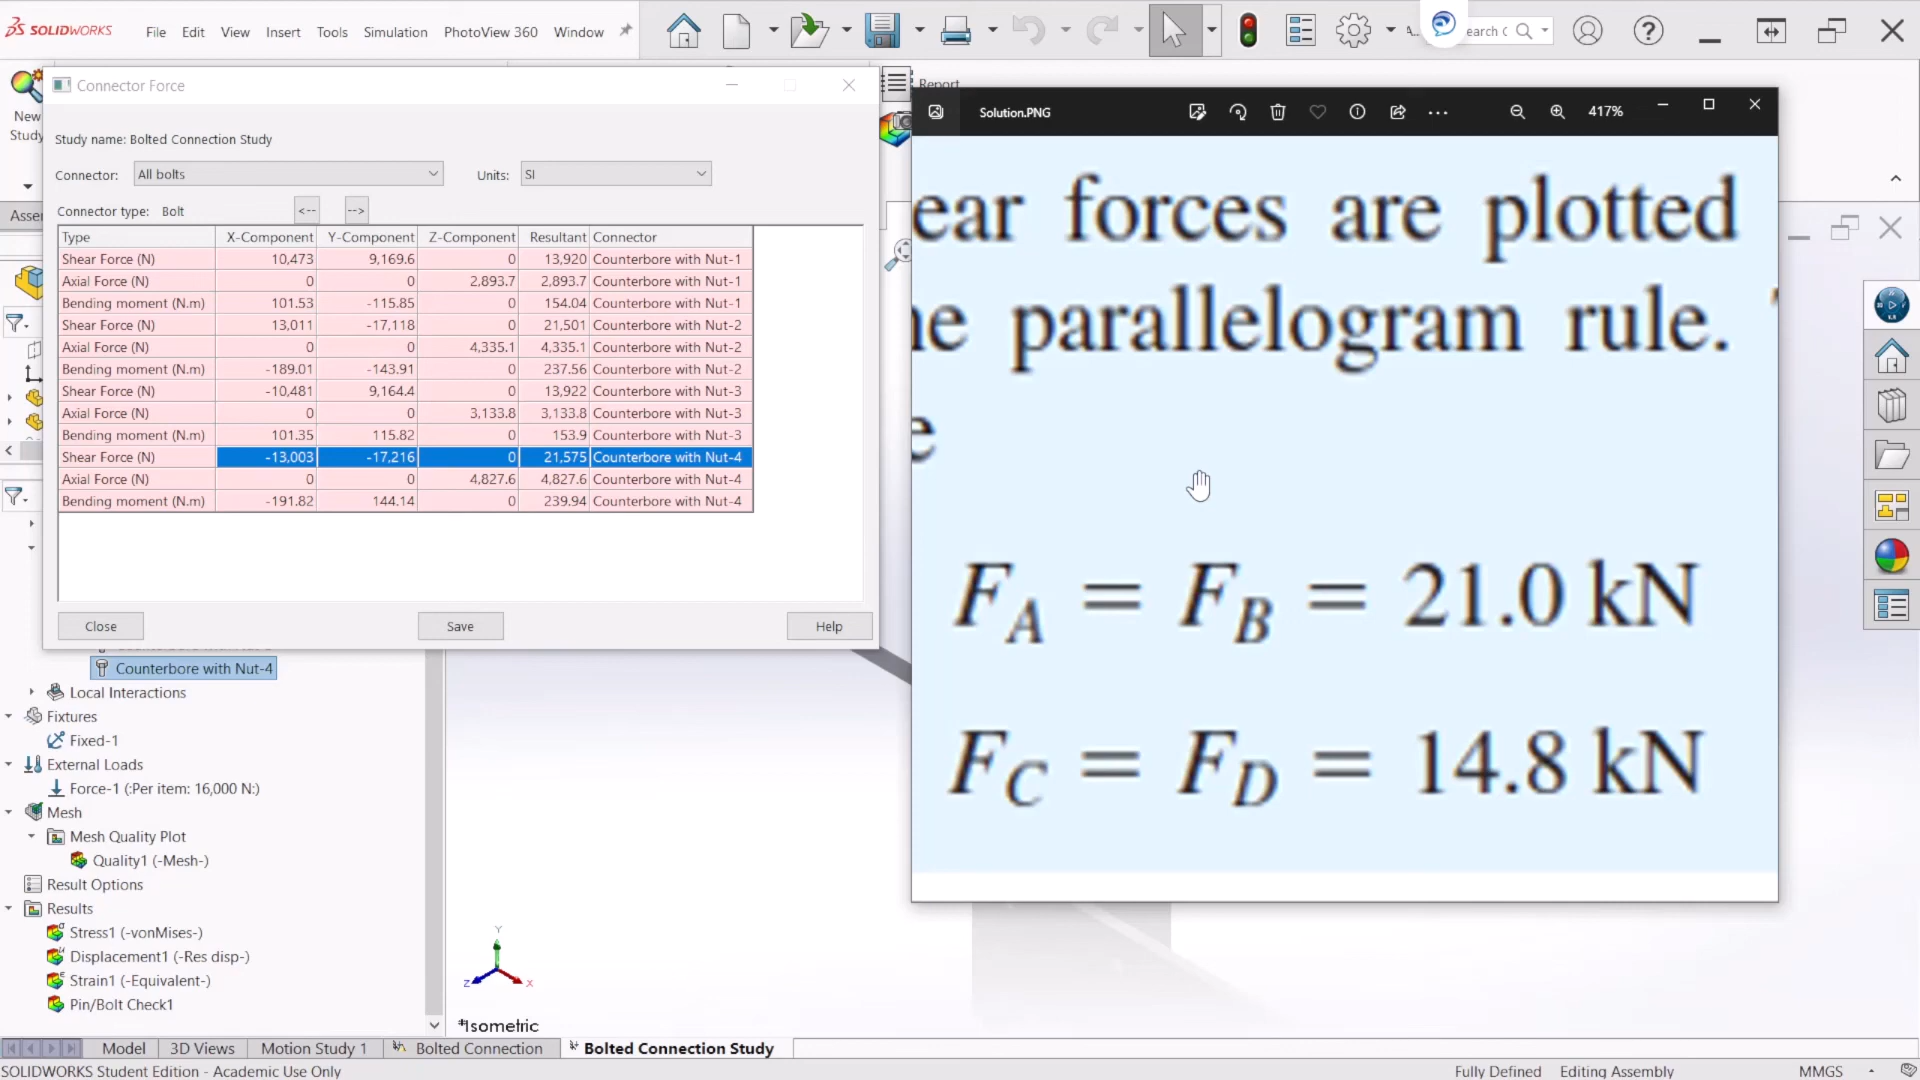 SOLIDWORKS
File Edit View Insert Tools Simulation PhotoView 360 Window
New
Study
Report
Connector Force
Study name: Bolted Connection Study
Connector: All bolts Units: SI
Connector type: Bolt <-- -->
Type X-Component Y-Component Z-Component Resultant Connector
Shear Force (N) 10,473 9,169.6 0 13,920 Counterbore with Nut-1
Axial Force (N) 0 0 2,893.7 2,893.7 Counterbore with Nut-1
Bending moment (N.m) 101.53 -115.85 0 154.04 Counterbore with Nut-1
Shear Force (N) 13,011 -17,118 0 21,501 Counterbore with Nut-2
Axial Force (N) 0 0 4,335.1 4,335.1 Counterbore with Nut-2
Bending moment (N.m) -189.01 -143.91 0 237.56 Counterbore with Nut-2
Shear Force (N) -10,481 9,164.4 0 13,922 Counterbore with Nut-3
Axial Force (N) 0 0 3,133.8 3,133.8 Counterbore with Nut-3
Bending moment (N.m) 101.35 115.82 0 153.9 Counterbore with Nut-3
Shear Force (N) -13,003 -17,216 0 21,575 Counterbore with Nut-4
Axial Force (N) 0 0 4,827.6 4,827.6 Counterbore with Nut-4
Bending moment (N.m) -191.82 144.14 0 239.94 Counterbore with Nut-4
Close Save Help
Solution.PNG 417%
ear forces are plotted
e parallelogram rule.
e
F_A = F_B = 21.0 kN
F_C = F_D = 14.8 kN
Counterbore with Nut-4
Local Interactions
Fixtures
Fixed-1
External Loads
Force-1 (:Per item: 16,000 N:)
Mesh
Mesh Quality Plot
Quality1 (-Mesh-)
Result Options
Results
Stress1 (-vonMises-)
Displacement1 (-Res disp-)
Strain1 (-Equivalent-)
Pin/Bolt Check1
Y
Z X
*Isometric
Model 3D Views Motion Study 1 Bolted Connection Bolted Connection Study
SOLIDWORKS Student Edition - Academic Use Only Fully Defined Editing Assembly MMGS